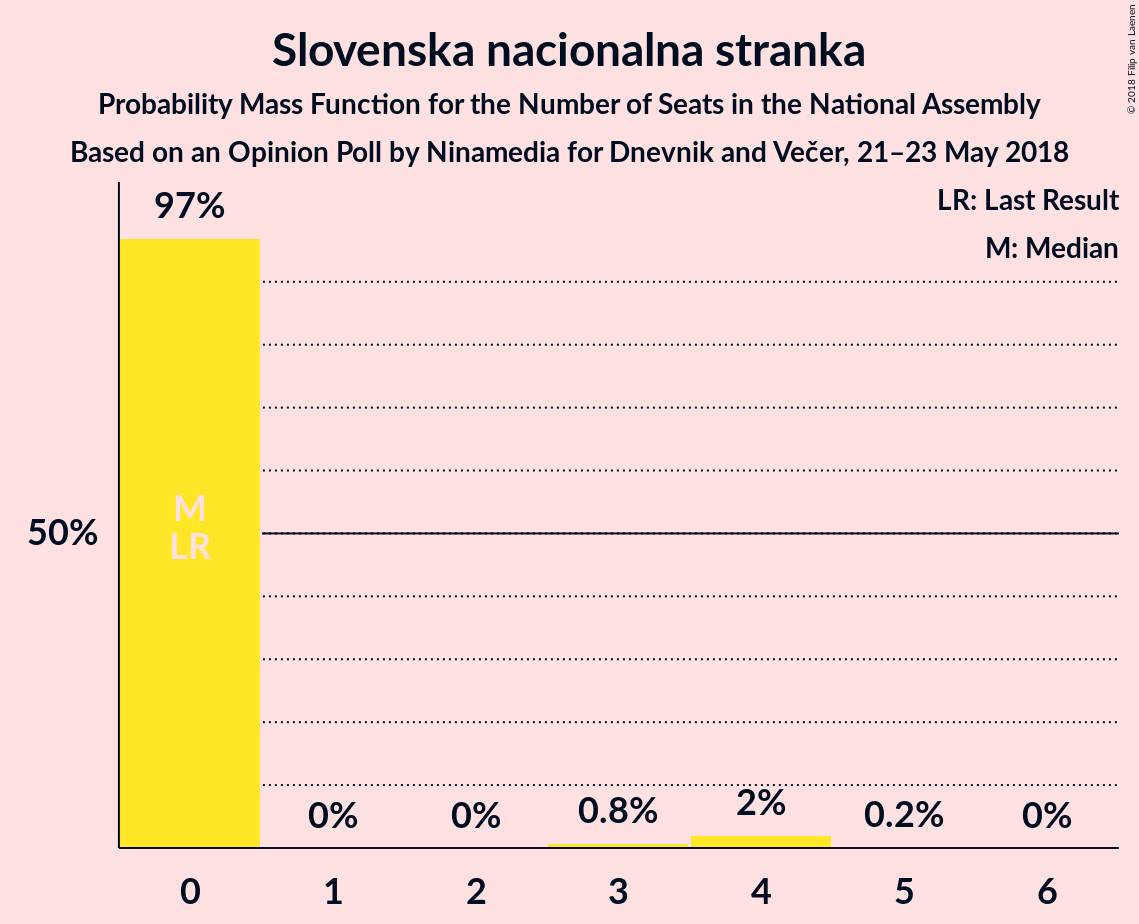 Slovenska nacionalna stranka
Probability Mass Function for the Number of Seats in the National Assembly
Based on an Opinion Poll by Ninamedia for Dnevnik and Večer, 21–23 May 2018
© 2018 Filip van Laenen
LR: Last Result
M: Median
97%
M
LR
50%
0%
0%
0.8%
2%
0.2%
0%
0
1
2
3
4
5
6